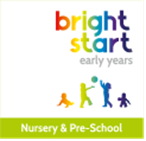 bright
start
early years
Nursery & Pre-School